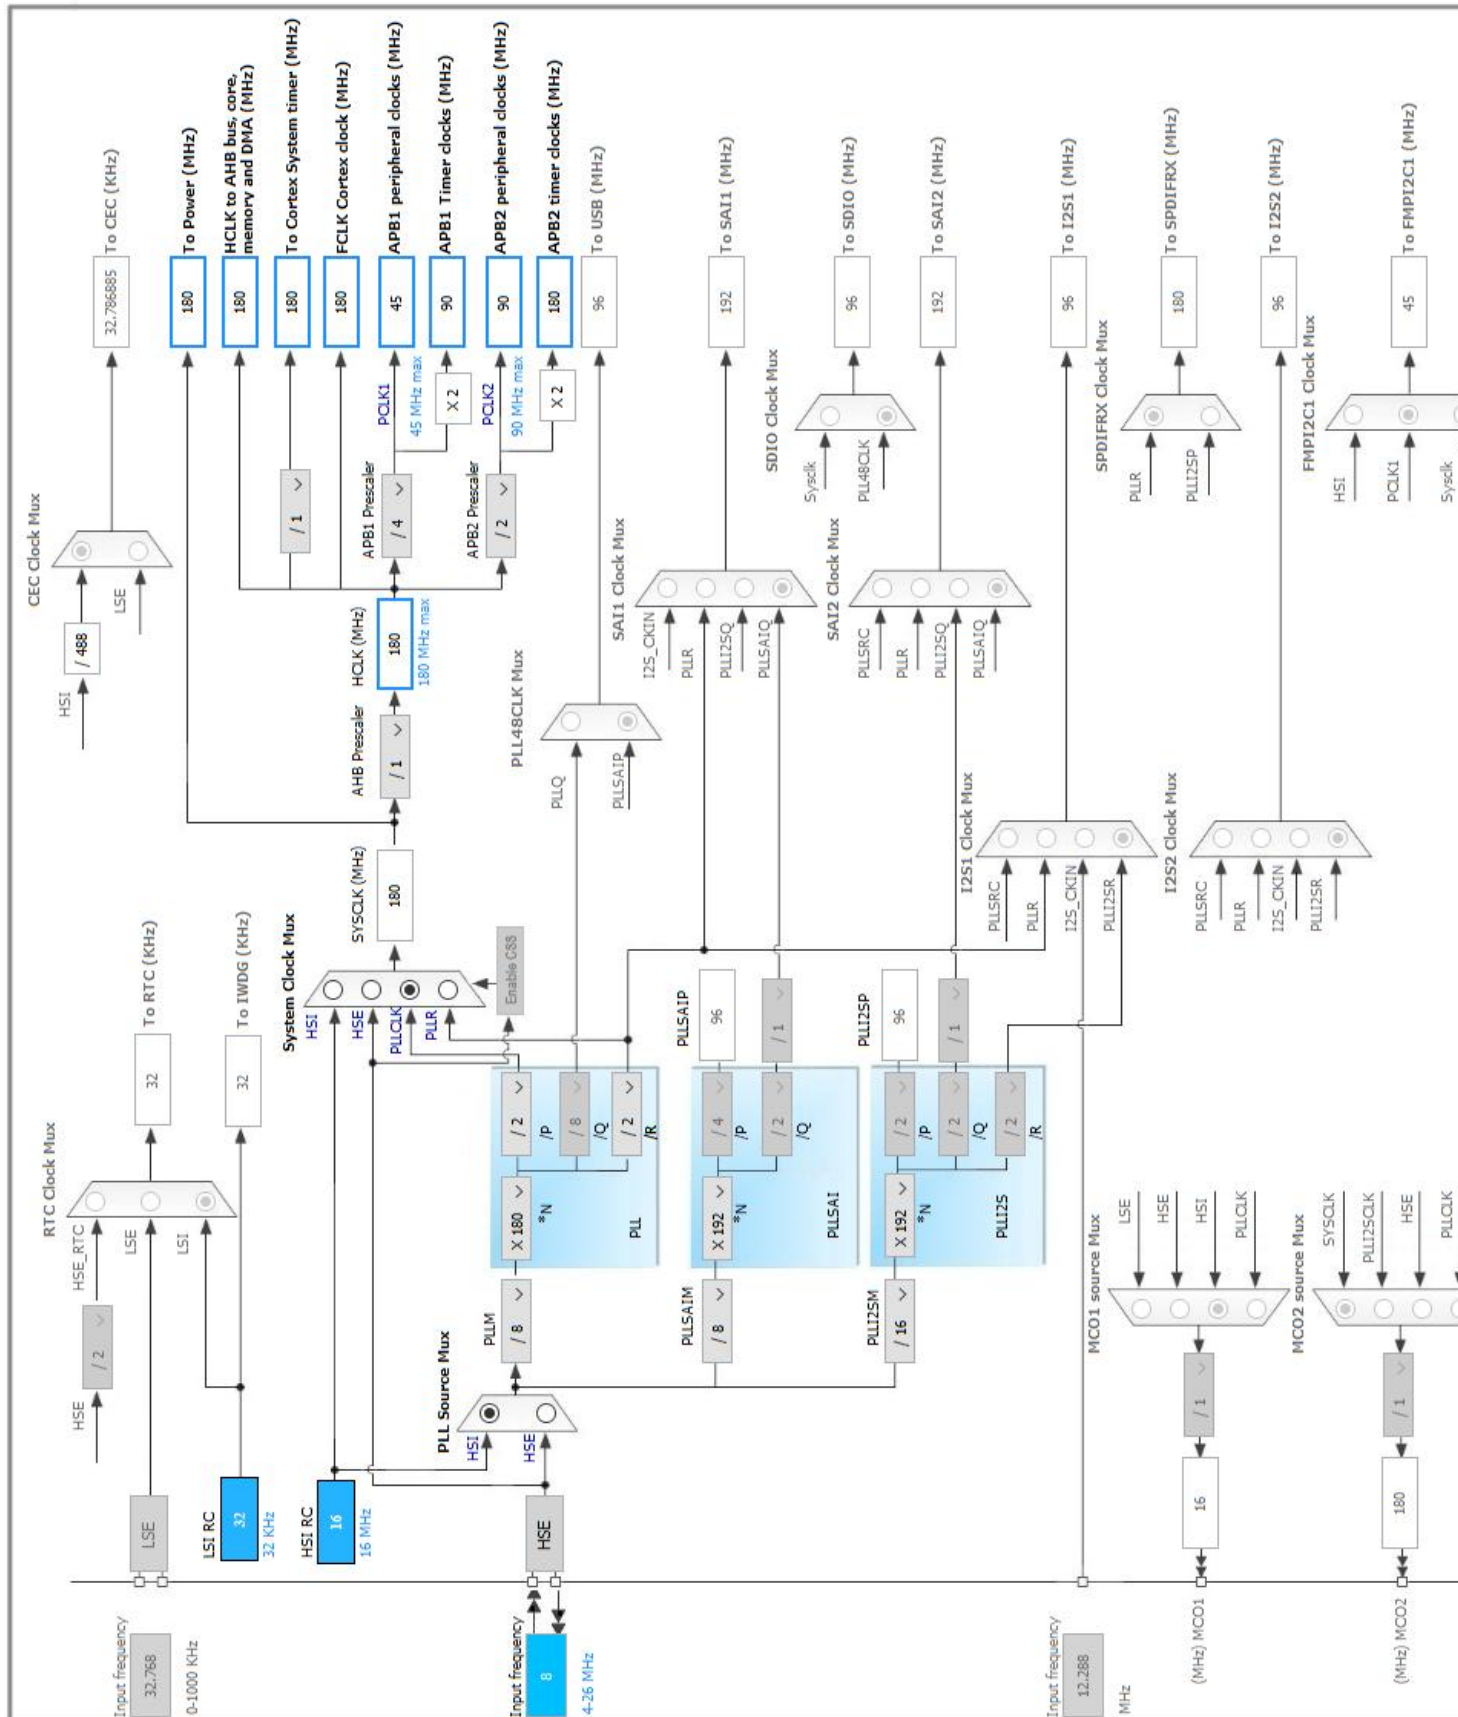 Input frequency
32.768
0-1000 KHz
LSE
LSI RC
32
32 KHz
HSI RC
16
16 MHz
Input frequency
8
4-26 MHz
HSE
Input frequency
12.288
MHz
(MHz) MCO1
16
/ 1
MCO1 source Mux
LSE
HSE
HSI
PLLCLK
(MHz) MCO2
180
/ 1
MCO2 source Mux
SYSCLK
PLLI2SCLK
HSE
PLLCLK
HSE
/ 2
HSE_RTC
LSE
LSI
RTC Clock Mux
32
To RTC (KHz)
32
To IWDG (KHz)
PLL Source Mux
HSI
HSE
PLLM
/ 8
X 180
*N
/ 2
/P
/ 8
/Q
/ 2
/R
PLL
PLLSAIM
/ 8
X 192
*N
/ 4
/P
/ 2
/Q
PLLSAI
PLLSAIP
96
/ 1
PLLI2SM
/ 16
X 192
*N
/ 2
/P
/ 2
/Q
/ 2
/R
PLLI2S
PLLI2SP
96
/ 1
System Clock Mux
HSI
HSE
PLLCLK
PLLR
Enable CSS
SYSCLK (MHz)
180
AHB Prescaler
/ 1
HCLK (MHz)
180
180 MHz max
HSI
/ 488
LSE
CEC Clock Mux
32.786885
To CEC (KHz)
180
To Power (MHz)
180
HCLK to AHB bus, core,
memory and DMA (MHz)
/ 1
180
To Cortex System timer (MHz)
180
FCLK Cortex clock (MHz)
APB1 Prescaler
/ 4
PCLK1
45 MHz max
45
APB1 peripheral clocks (MHz)
X 2
90
APB1 Timer clocks (MHz)
APB2 Prescaler
/ 2
PCLK2
90 MHz max
90
APB2 peripheral clocks (MHz)
X 2
180
APB2 timer clocks (MHz)
PLL48CLK Mux
PLLQ
PLLSAIP
96
To USB (MHz)
SAI1 Clock Mux
I2S_CKIN
PLLR
PLLI2SQ
PLLSAIQ
192
To SAI1 (MHz)
SDIO Clock Mux
Sysclk
PLL48CLK
96
To SDIO (MHz)
SAI2 Clock Mux
PLLSRC
PLLR
PLLI2SQ
PLLSAIQ
192
To SAI2 (MHz)
I2S1 Clock Mux
PLLSRC
PLLR
I2S_CKIN
PLLI2SR
96
To I2S1 (MHz)
SPDIFRX Clock Mux
PLLR
PLLI2SP
180
To SPDIFRX (MHz)
I2S2 Clock Mux
PLLSRC
PLLR
I2S_CKIN
PLLI2SR
96
To I2S2 (MHz)
FMPI2C1 Clock Mux
HSI
PCLK1
Sysclk
45
To FMPI2C1 (MHz)